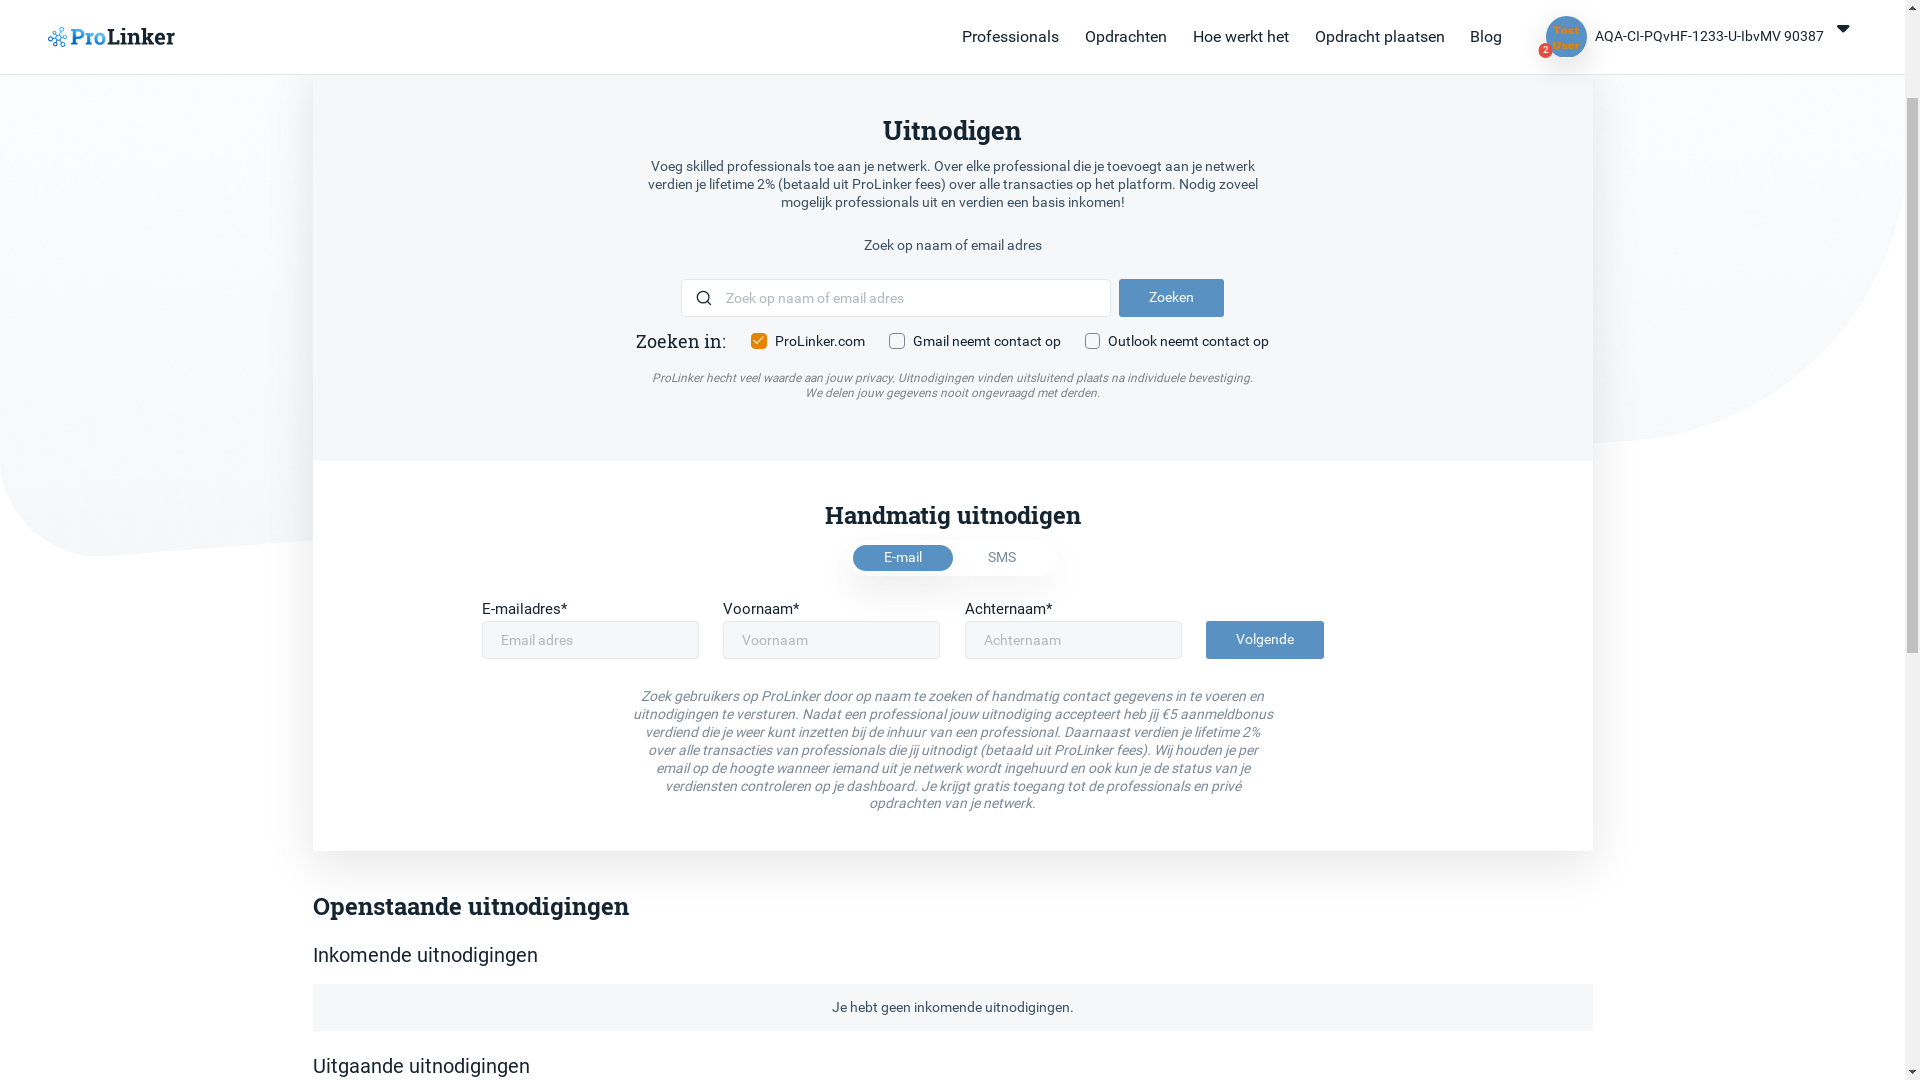 ProLinker
Professionals Opdrachten Hoe werkt het Opdracht plaatsen Blog
Test User
2
AQA-CI-PQvHF-1233-U-IbvMV 90387
Uitnodigen
Voeg skilled professionals toe aan je netwerk. Over elke professional die je toevoegt aan je netwerk
verdien je lifetime 2% (betaald uit ProLinker fees) over alle transacties op het platform. Nodig zoveel
mogelijk professionals uit en verdien een basis inkomen!
Zoek op naam of email adres
Zoek op naam of email adres Zoeken
Zoeken in: ProLinker.com Gmail neemt contact op Outlook neemt contact op
ProLinker hecht veel waarde aan jouw privacy. Uitnodigingen vinden uitsluitend plaats na individuele bevestiging.
We delen jouw gegevens nooit ongevraagd met derden.
Handmatig uitnodigen
E-mail SMS
E-mailadres* Voornaam* Achternaam*
Email adres Voornaam Achternaam Volgende
Zoek gebruikers op ProLinker door op naam te zoeken of handmatig contact gegevens in te voeren en
uitnodigingen te versturen. Nadat een professional jouw uitnodiging accepteert heb jij €5 aanmeldbonus
verdiend die je weer kunt inzetten bij de inhuur van een professional. Daarnaast verdien je lifetime 2%
over alle transacties van professionals die jij uitnodigt (betaald uit ProLinker fees). Wij houden je per
email op de hoogte wanneer iemand uit je netwerk wordt ingehuurd en ook kun je de status van je
verdiensten controleren op je dashboard. Je krijgt gratis toegang tot de professionals en privé
opdrachten van je netwerk.
Openstaande uitnodigingen
Inkomende uitnodigingen
Je hebt geen inkomende uitnodigingen.
Uitgaande uitnodigingen